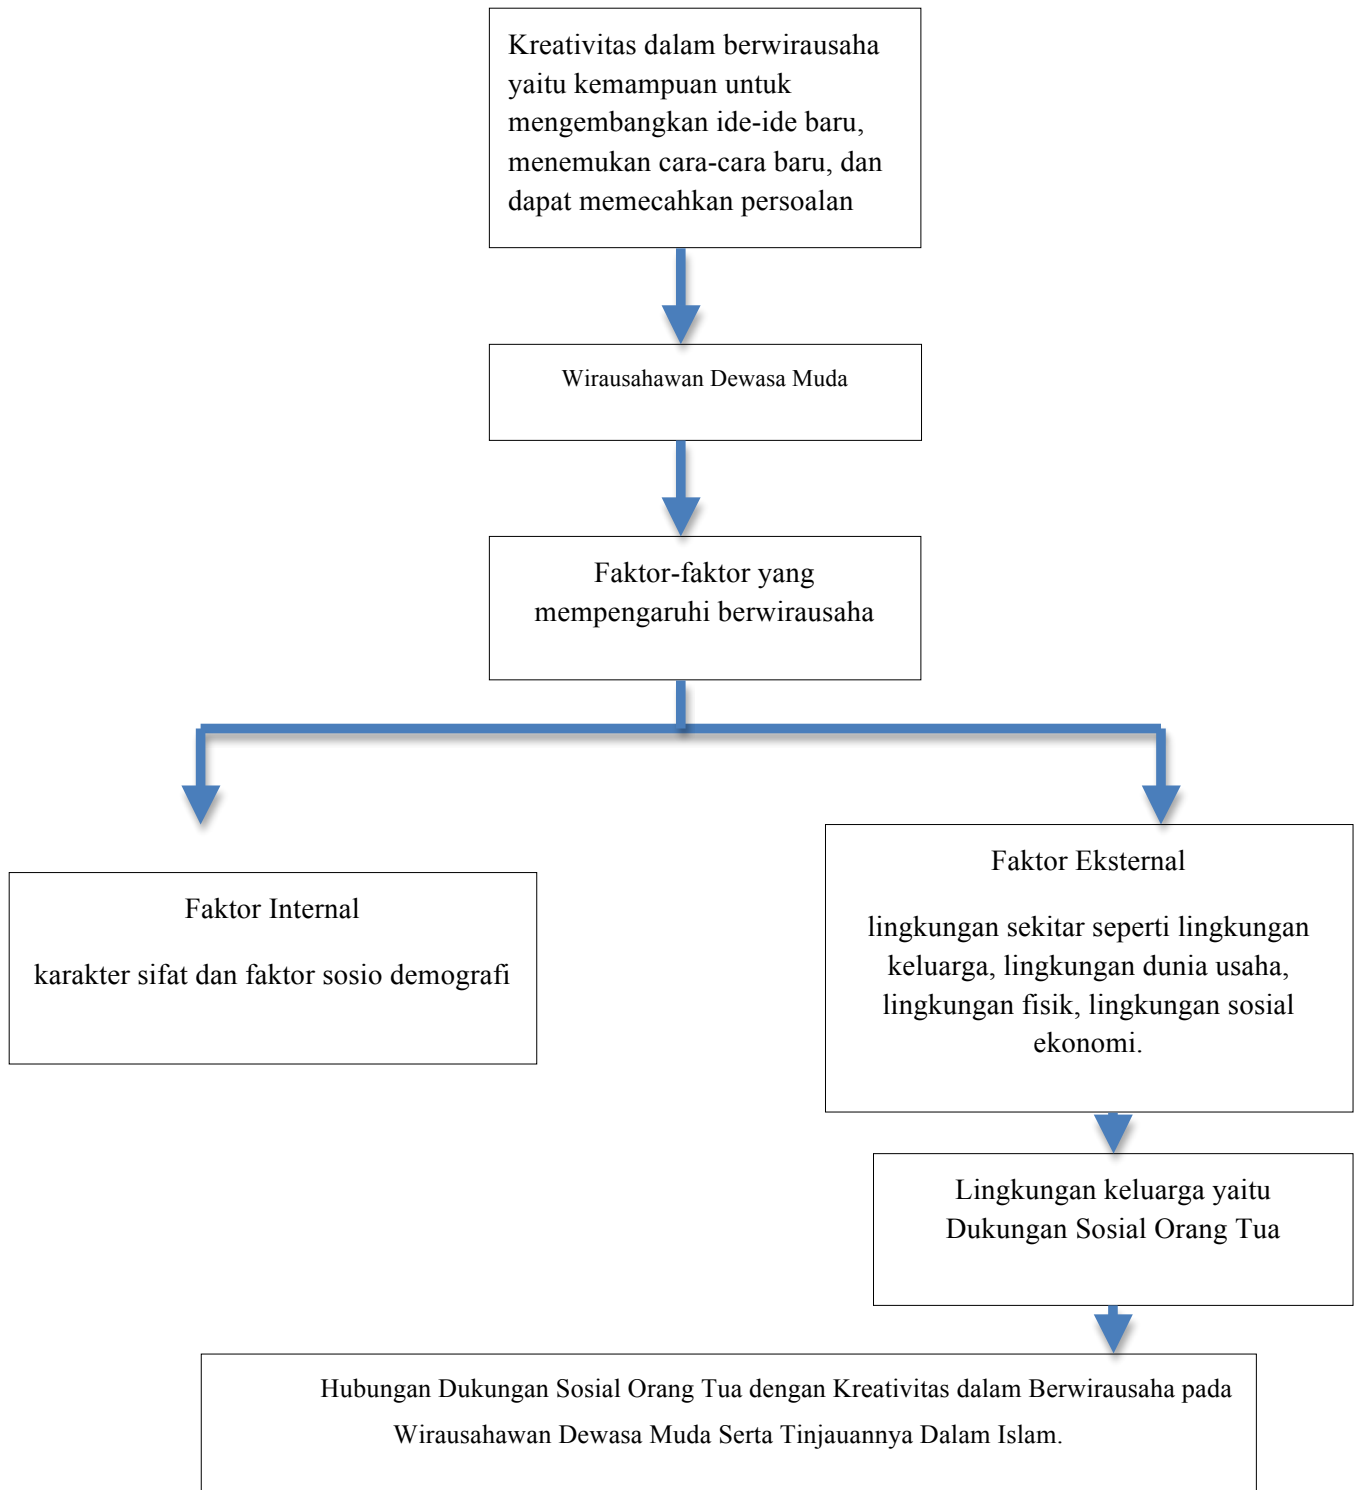 Kreativitas dalam berwirausaha
yaitu kemampuan untuk
mengembangkan ide-ide baru,
menemukan cara-cara baru, dan
dapat memecahkan persoalan
Wirausahawan Dewasa Muda
Faktor-faktor yang
mempengaruhi berwirausaha
Faktor Internal
karakter sifat dan faktor sosio demografi
Faktor Eksternal
lingkungan sekitar seperti lingkungan
keluarga, lingkungan dunia usaha,
lingkungan fisik, lingkungan sosial
ekonomi.
Lingkungan keluarga yaitu
Dukungan Sosial Orang Tua
Hubungan Dukungan Sosial Orang Tua dengan Kreativitas dalam Berwirausaha pada
Wirausahawan Dewasa Muda Serta Tinjauannya Dalam Islam.